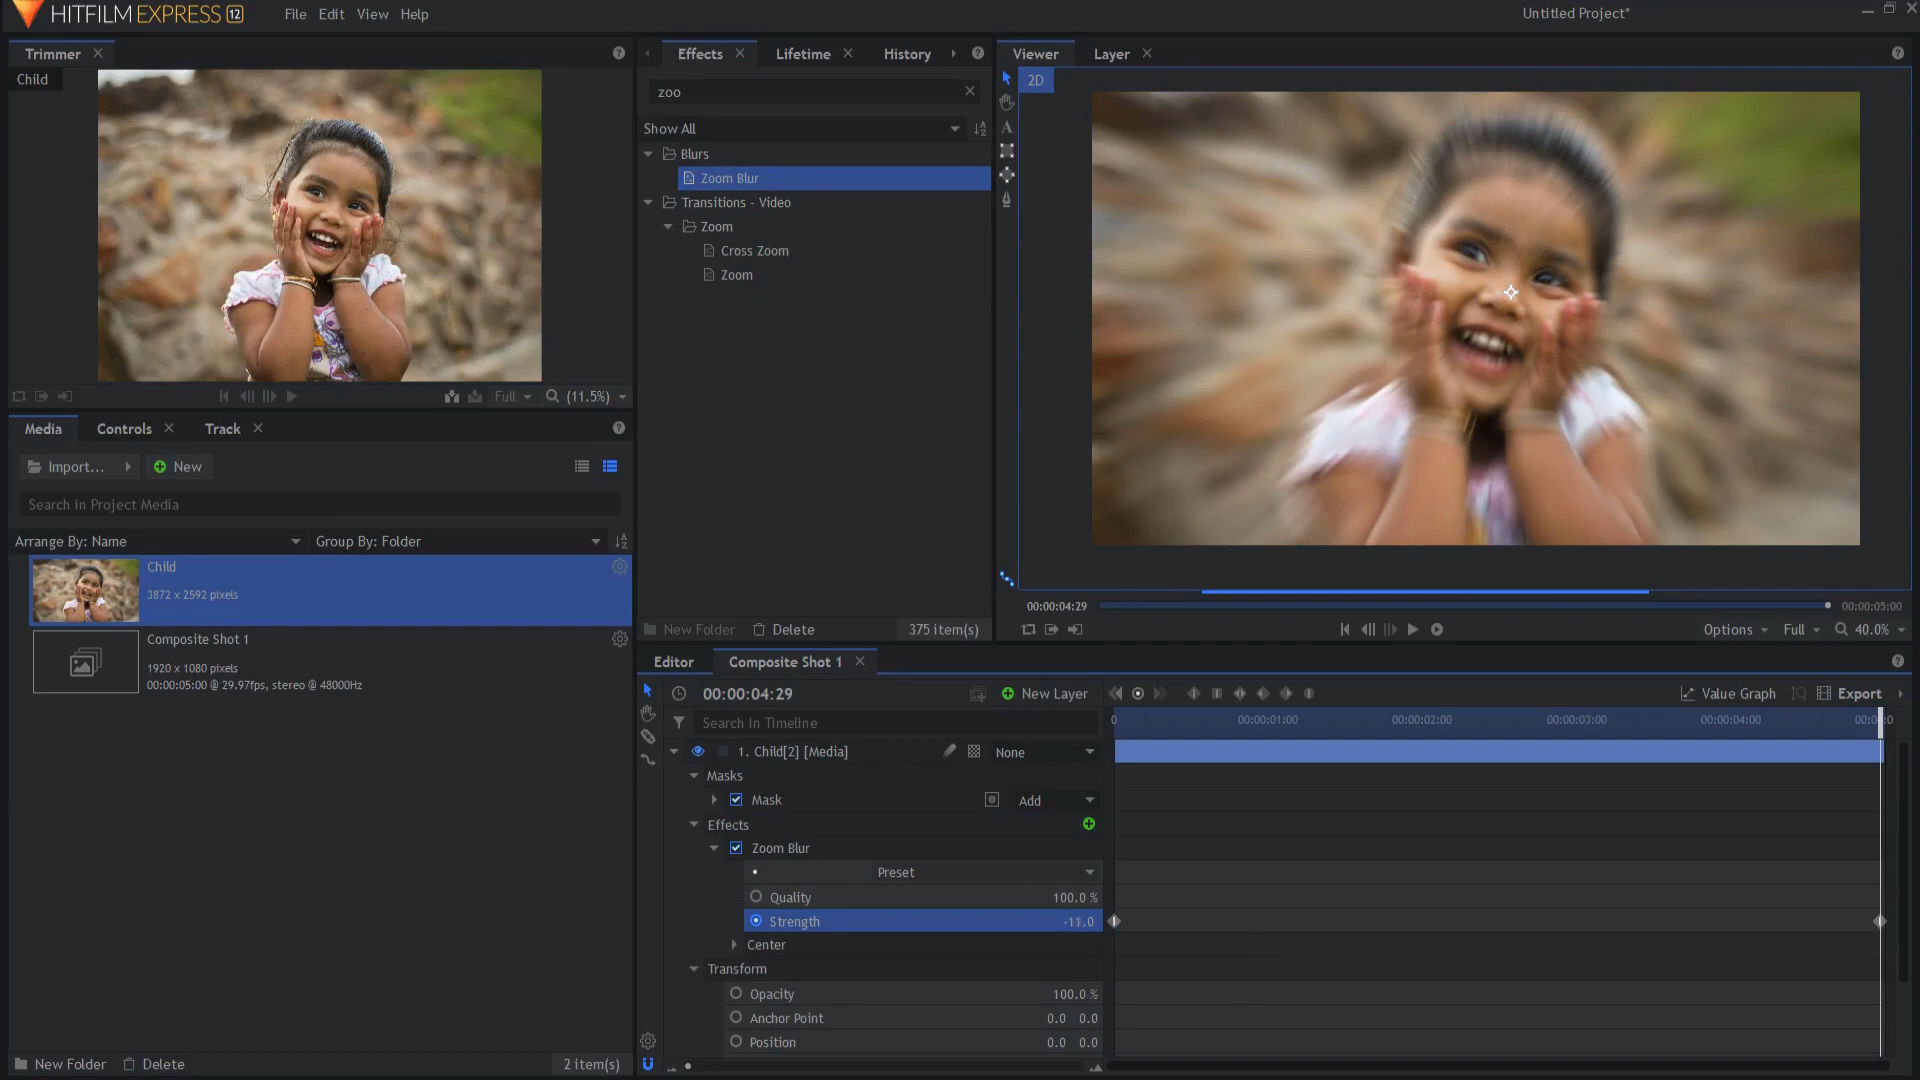 HITFILM EXPRESS 12
File Edit View Help
Untitled Project*
Trimmer
Child
Full
(11.5%)
Media Controls Track
Import... New
Search in Project Media
Arrange By: Name Group By: Folder
Child
3872 x 2592 pixels
Composite Shot 1
1920 x 1080 pixels
00:00:05:00 @ 29.97fps, stereo @ 48000Hz
New Folder Delete 2 item(s)
Effects Lifetime History
zoo
Show All
Blurs
Zoom Blur
Transitions - Video
Zoom
Cross Zoom
Zoom
New Folder Delete 375 item(s)
Viewer Layer
2D
A
00:00:04:29 00:00:05:00
Options Full 40.0%
Editor Composite Shot 1
00:00:04:29 New Layer
Value Graph Export
Search in Timeline
0 00:00:01:00 00:00:02:00 00:00:03:00 00:00:04:00
1. Child[2] [Media] None
Masks
Mask Add
Effects
Zoom Blur
Preset
Quality 100.0 %
Strength -11.0
Center
Transform
Opacity 100.0 %
Anchor Point 0.0 0.0
Position 0.0 0.0